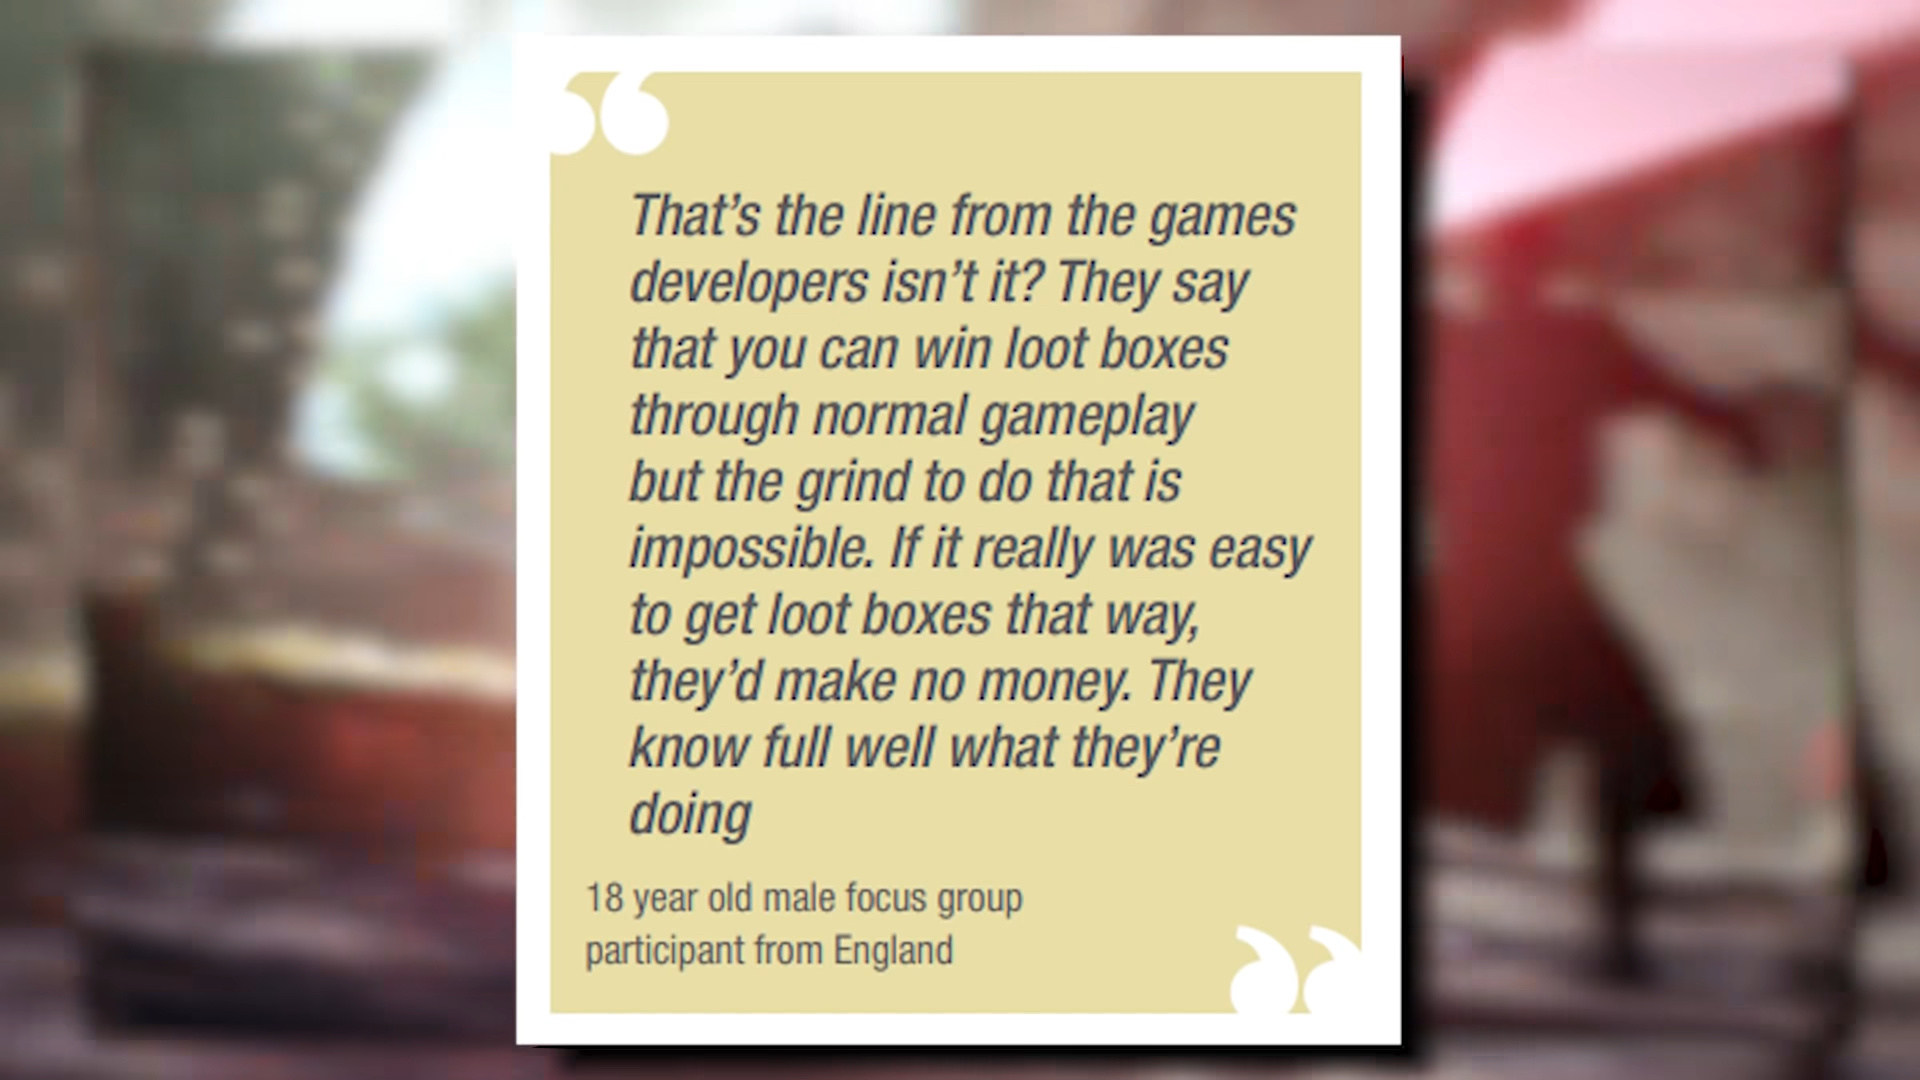 That’s the line from the games
developers isn’t it? They say
that you can win loot boxes
through normal gameplay
but the grind to do that is
impossible. If it really was easy
to get loot boxes that way,
they’d make no money. They
know full well what they’re
doing
18 year old male focus group
participant from England